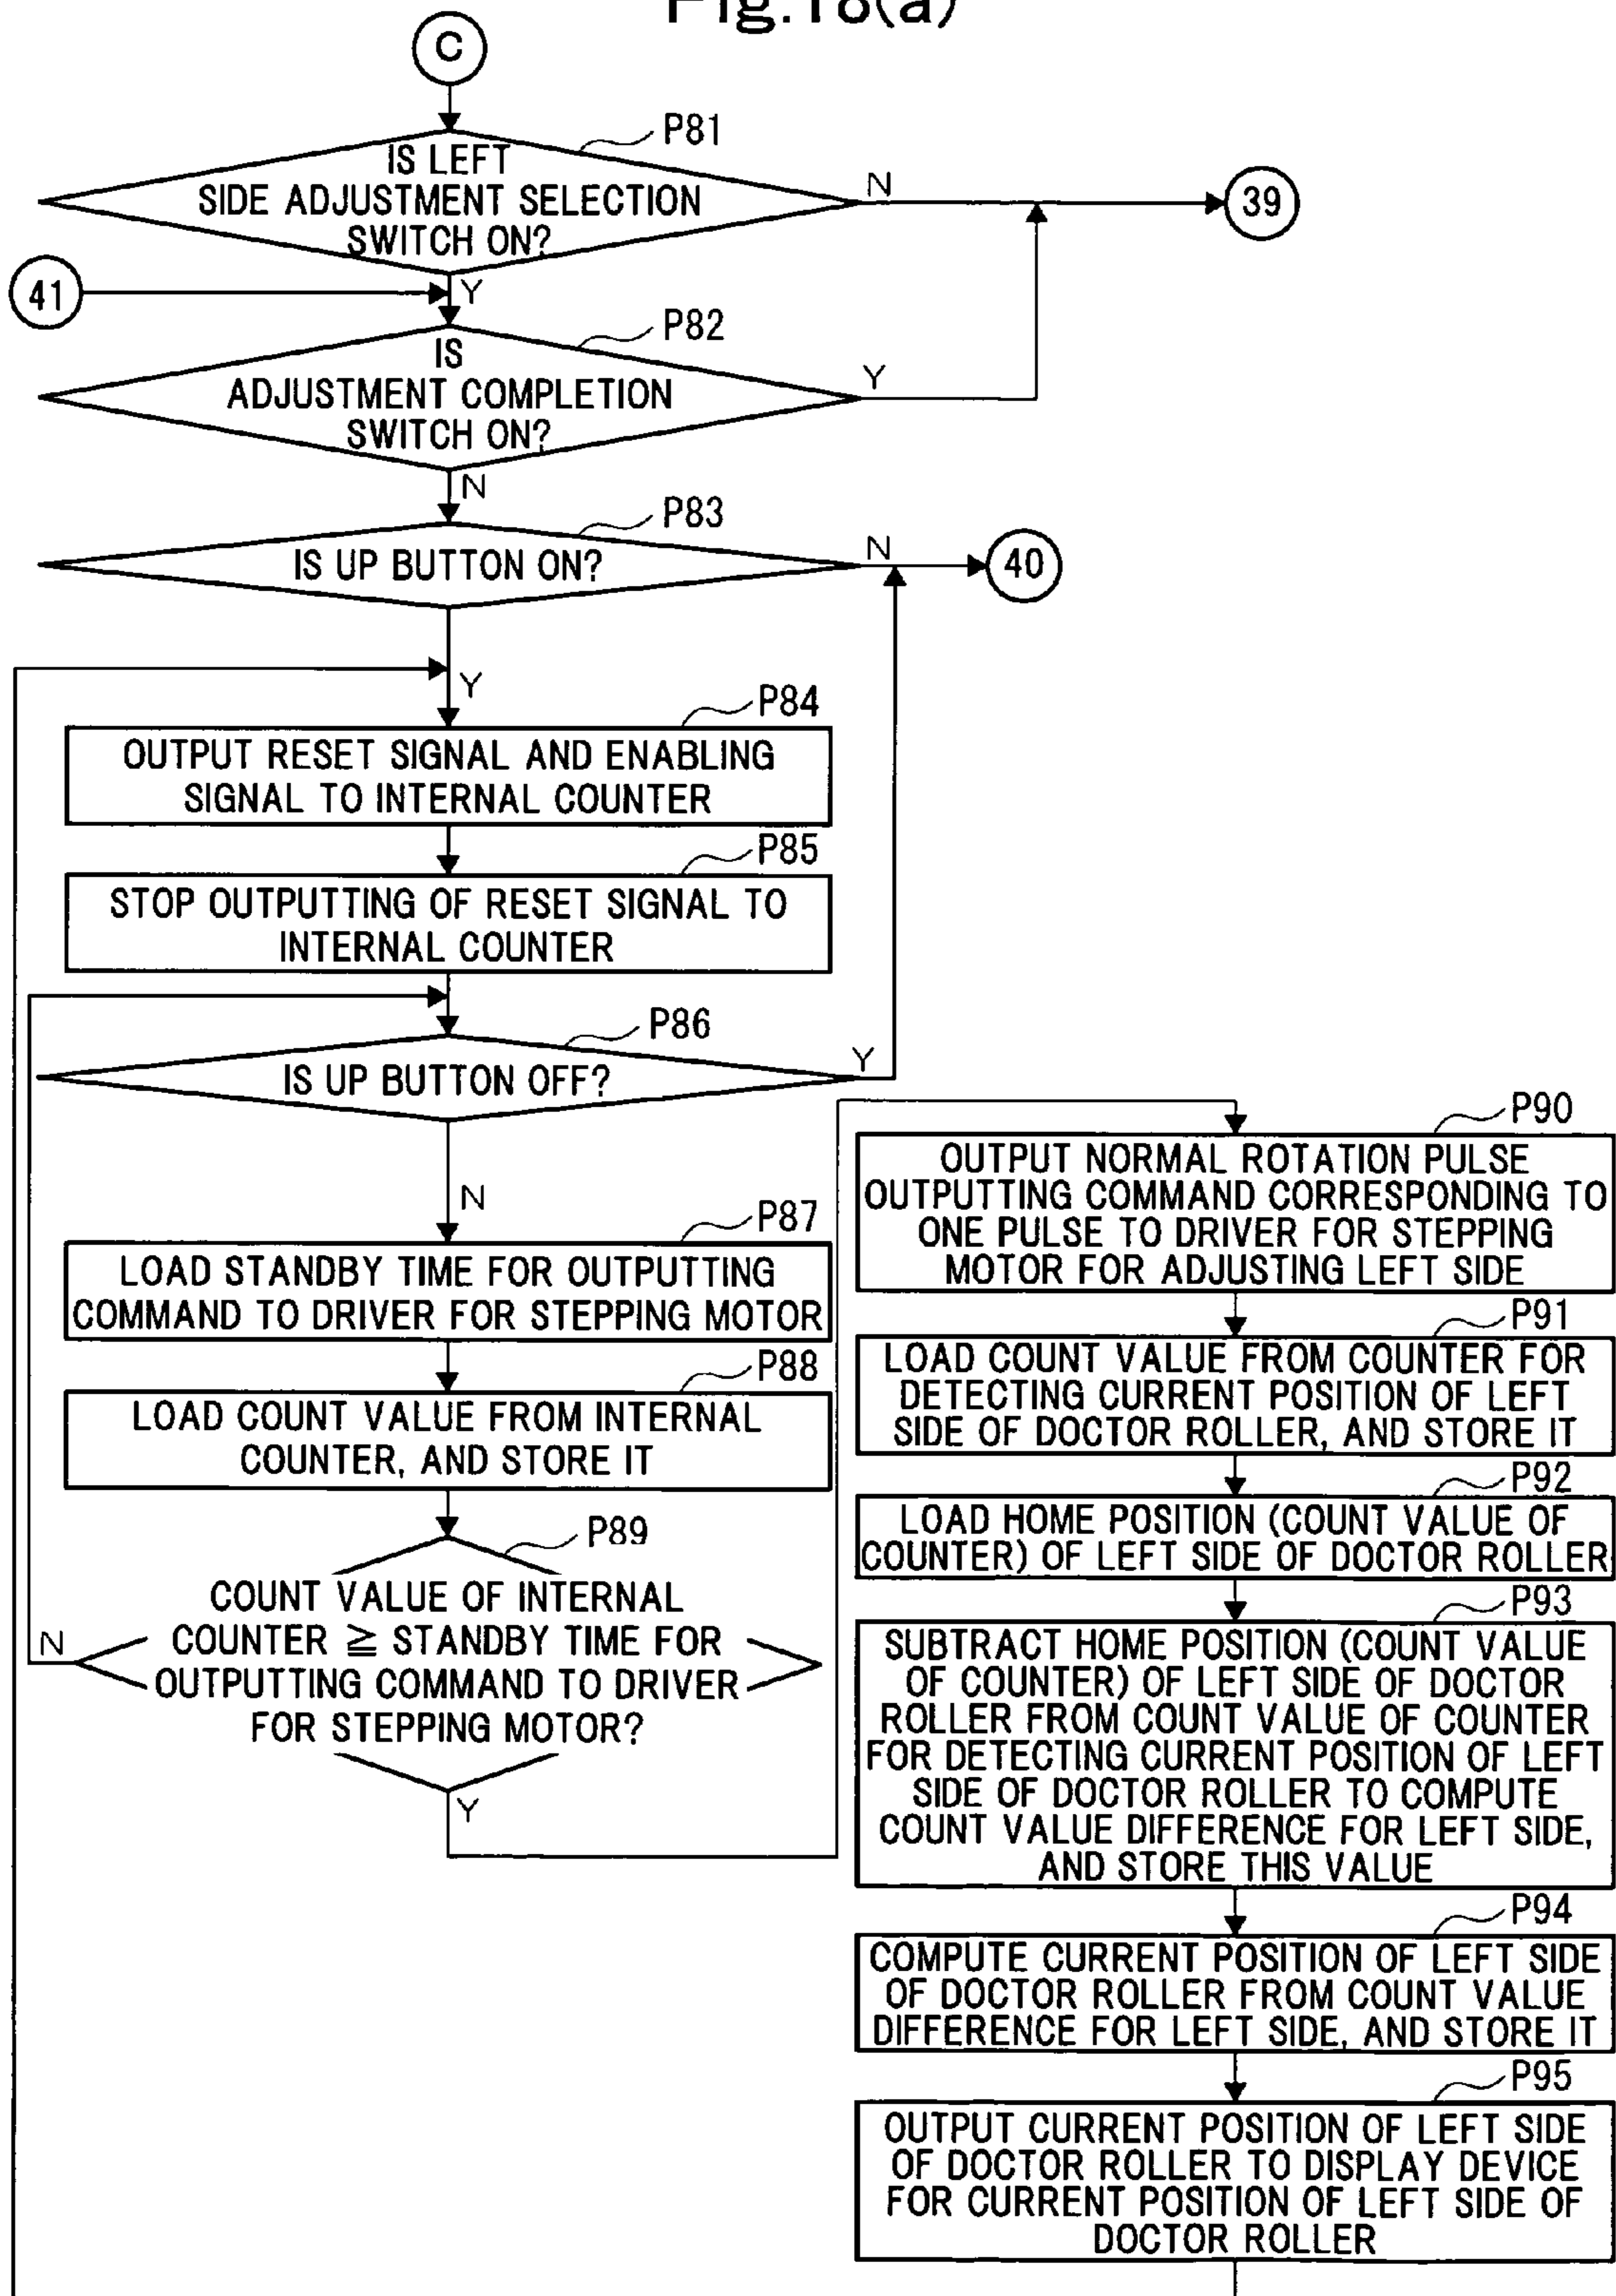 Fig.18(a)
C
P81
IS LEFT
SIDE ADJUSTMENT SELECTION
SWITCH ON?
N
39
41
Y
P82
IS
ADJUSTMENT COMPLETION
SWITCH ON?
Y
N
P83
IS UP BUTTON ON?
N
40
Y
P84
OUTPUT RESET SIGNAL AND ENABLING
SIGNAL TO INTERNAL COUNTER
P85
STOP OUTPUTTING OF RESET SIGNAL TO
INTERNAL COUNTER
P86
IS UP BUTTON OFF?
Y
N
P87
LOAD STANDBY TIME FOR OUTPUTTING
COMMAND TO DRIVER FOR STEPPING MOTOR
P88
LOAD COUNT VALUE FROM INTERNAL
COUNTER, AND STORE IT
P89
COUNT VALUE OF INTERNAL
COUNTER ≧ STANDBY TIME FOR
OUTPUTTING COMMAND TO DRIVER
FOR STEPPING MOTOR?
N
Y
P90
OUTPUT NORMAL ROTATION PULSE
OUTPUTTING COMMAND CORRESPONDING TO
ONE PULSE TO DRIVER FOR STEPPING
MOTOR FOR ADJUSTING LEFT SIDE
P91
LOAD COUNT VALUE FROM COUNTER FOR
DETECTING CURRENT POSITION OF LEFT
SIDE OF DOCTOR ROLLER, AND STORE IT
P92
LOAD HOME POSITION (COUNT VALUE OF
COUNTER) OF LEFT SIDE OF DOCTOR ROLLER
P93
SUBTRACT HOME POSITION (COUNT VALUE
OF COUNTER) OF LEFT SIDE OF DOCTOR
ROLLER FROM COUNT VALUE OF COUNTER
FOR DETECTING CURRENT POSITION OF LEFT
SIDE OF DOCTOR ROLLER TO COMPUTE
COUNT VALUE DIFFERENCE FOR LEFT SIDE,
AND STORE THIS VALUE
P94
COMPUTE CURRENT POSITION OF LEFT SIDE
OF DOCTOR ROLLER FROM COUNT VALUE
DIFFERENCE FOR LEFT SIDE, AND STORE IT
P95
OUTPUT CURRENT POSITION OF LEFT SIDE
OF DOCTOR ROLLER TO DISPLAY DEVICE
FOR CURRENT POSITION OF LEFT SIDE OF
DOCTOR ROLLER